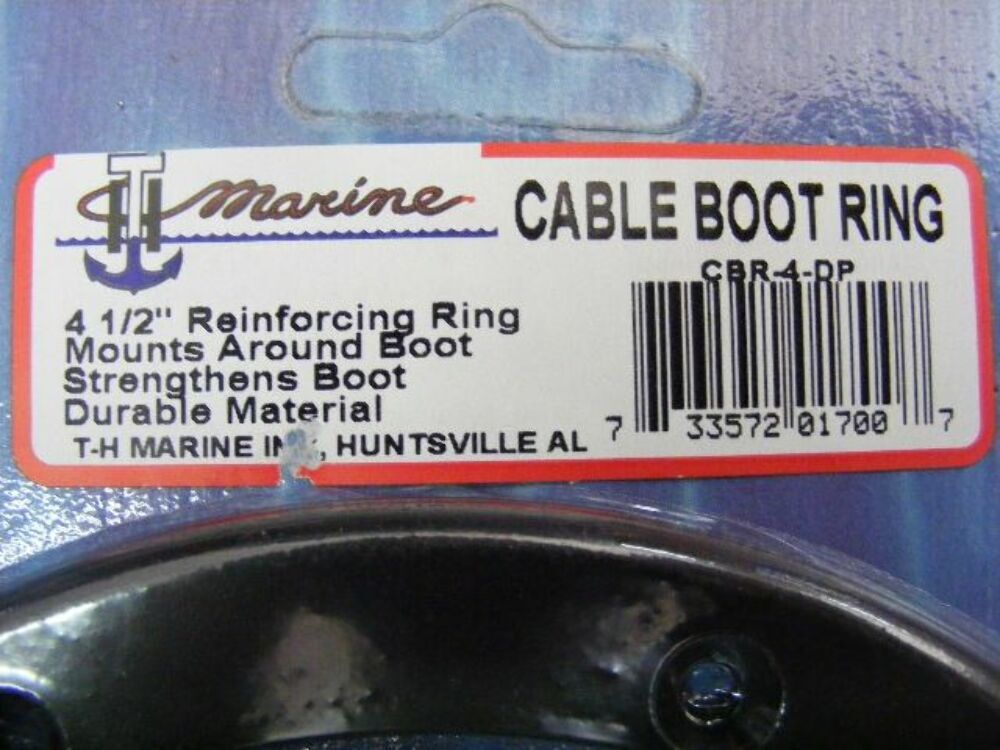 TH Marine
CABLE BOOT RING
CBR-4-DP
4 1/2" Reinforcing Ring
Mounts Around Boot
Strengthens Boot
Durable Material
T-H MARINE , HUNTSVILLE AL
7 33572 01700 7